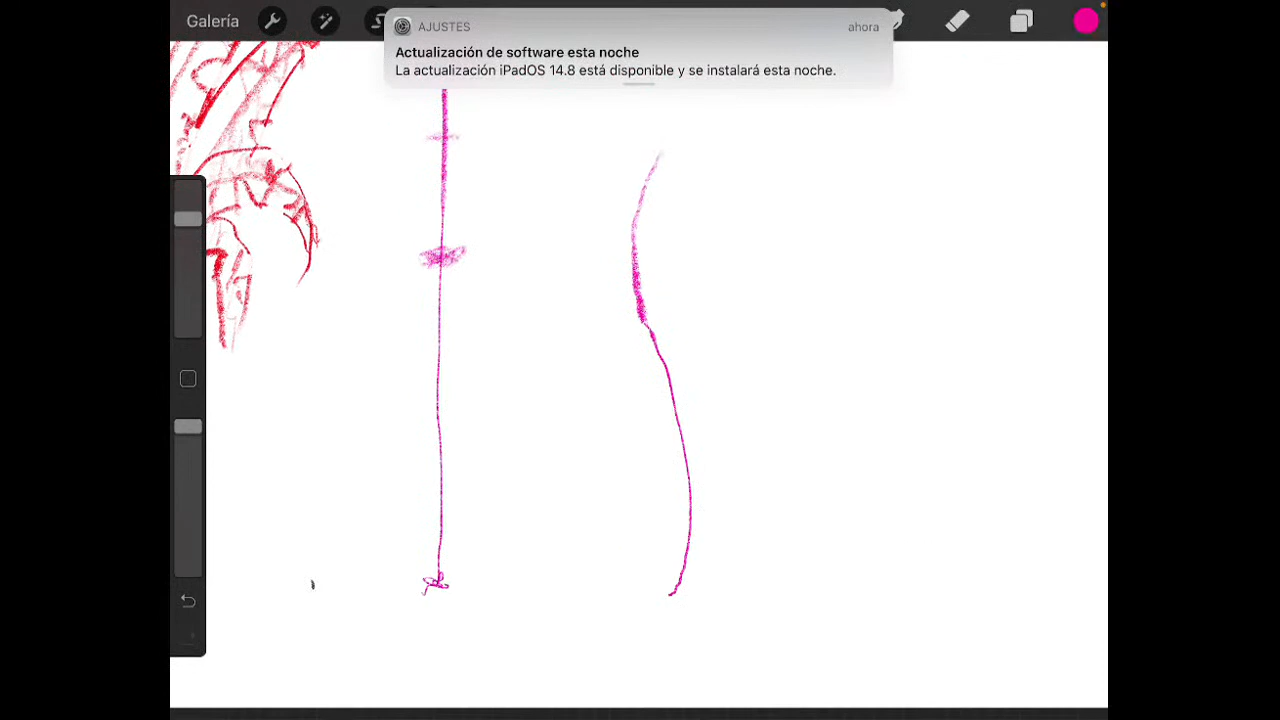 Galería
AJUSTES
ahora
Actualización de software esta noche
La actualización iPadOS 14.8 está disponible y se instalará esta noche.